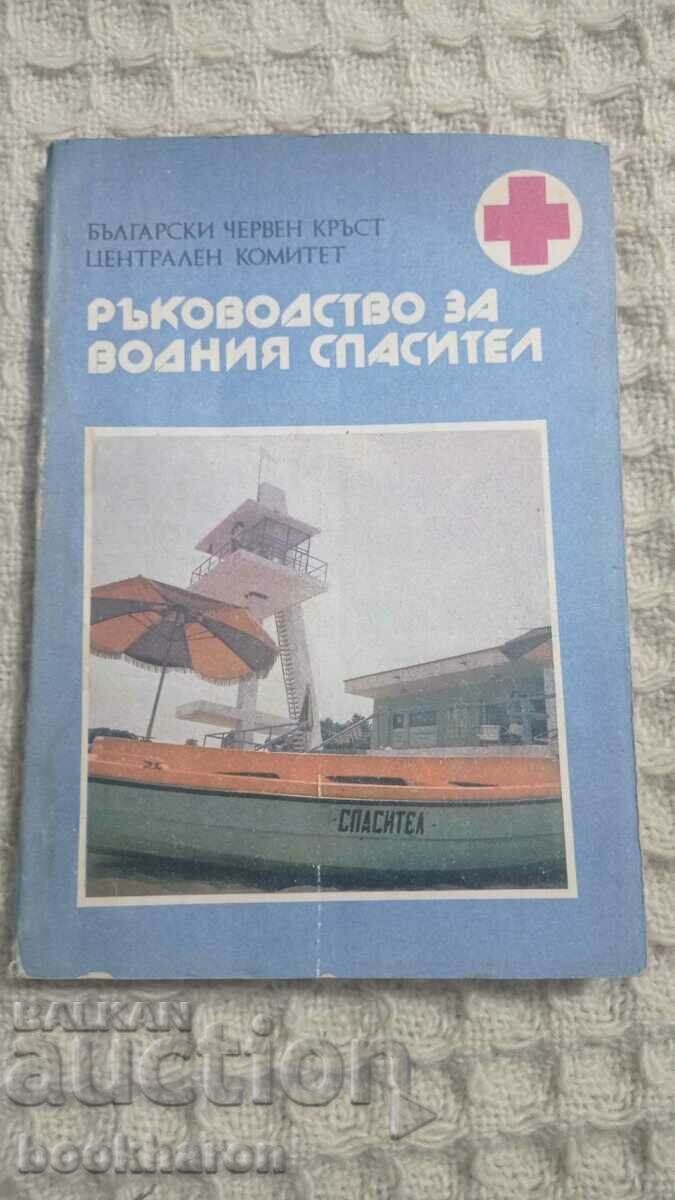 БЪЛГАРСКИ ЧЕРВЕН КРЪСТ
ЦЕНТРАЛЕН КОМИТЕТ
РЪКОВОДСТВО ЗА
ВОДНИЯ СПАСИТЕЛ
·СПАСИТЕЛ·
BALKAN
auction
bookharon